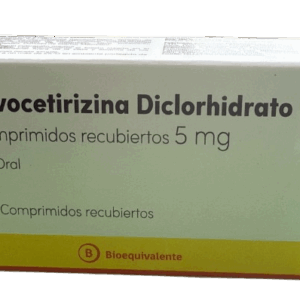 vocetirizina Diclorhidrato
mprimidos recubiertos 5 mg
Oral
Comprimidos recubiertos
B Bioequivalente